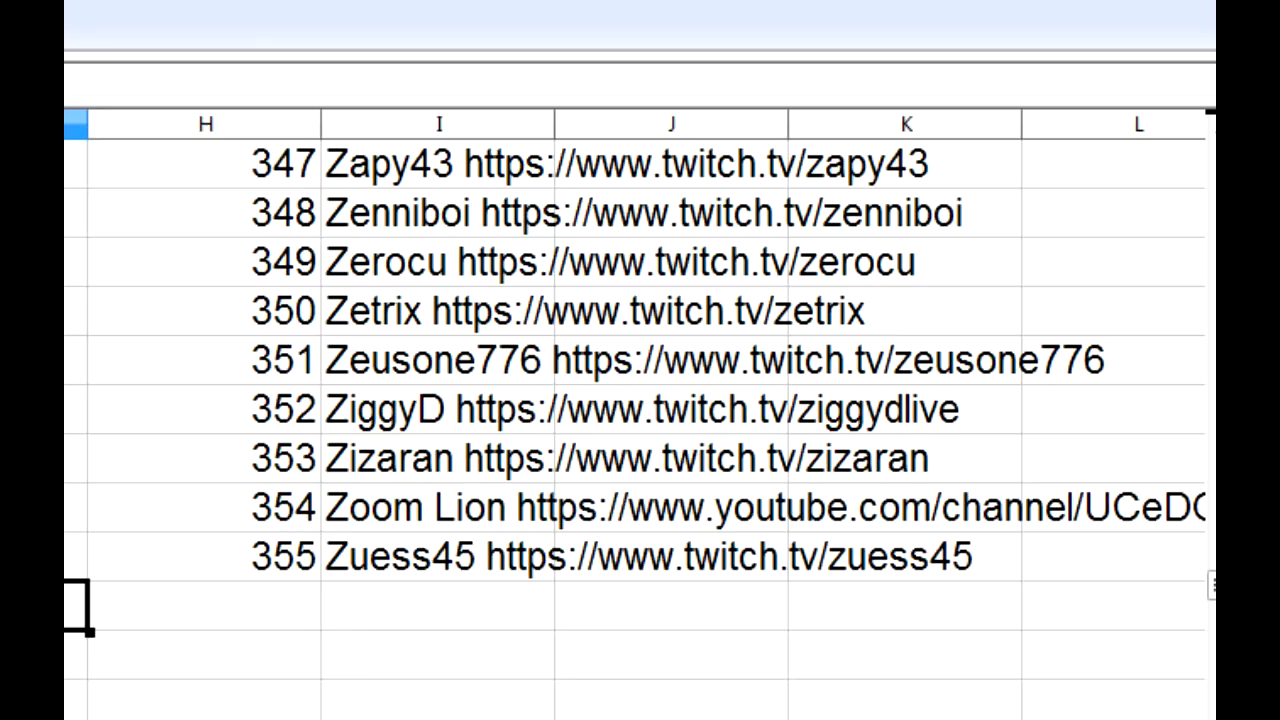 H I J K L
347 Zapy43 https://www.twitch.tv/zapy43
348 Zenniboi https://www.twitch.tv/zenniboi
349 Zerocu https://www.twitch.tv/zerocu
350 Zetrix https://www.twitch.tv/zetrix
351 Zeusone776 https://www.twitch.tv/zeusone776
352 ZiggyD https://www.twitch.tv/ziggydlive
353 Zizaran https://www.twitch.tv/zizaran
354 Zoom Lion https://www.youtube.com/channel/UCeD
355 Zuess45 https://www.twitch.tv/zuess45